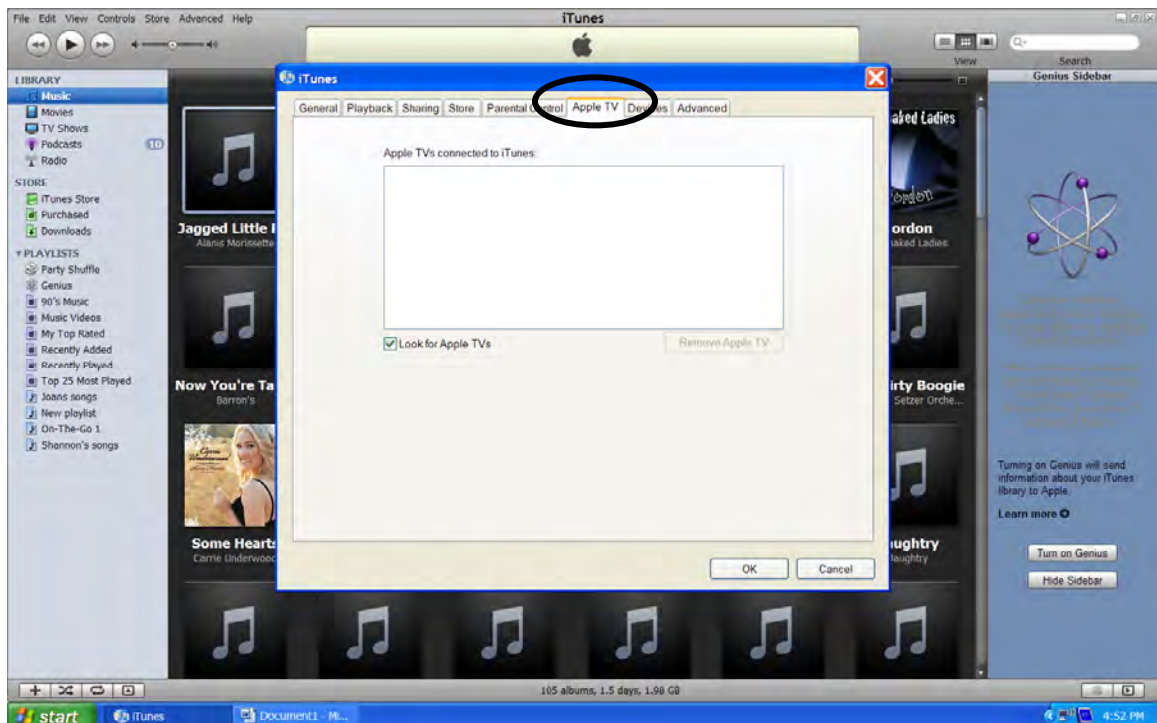 File Edit View Controls Store Advanced Help
iTunes
View
Search
LIBRARY
Music
Movies
TV Shows
Podcasts 10
Radio
STORE
iTunes Store
Purchased
Downloads
PLAYLISTS
Party Shuffle
Genius
90's Music
Music Videos
My Top Rated
Recently Added
Recently Played
Top 25 Most Played
Joans songs
New playlist
On-The-Go 1
Shannon's songs
Jagged Little
Alanis Morissette
Now You're Ta
Barron's
Some Hearts
Carrie Underwood
iTunes
General Playback Sharing Store Parental Control Apple TV Devices Advanced
Apple TVs connected to iTunes:
Look for Apple TVs
Remove Apple TV
OK Cancel
aked Ladies
ordon
aked Ladies
irty Boogie
Setzer Orche...
ughtry
Daughtry
Genius Sidebar
Turning on Genius will send
information about your iTunes
library to Apple.
Learn more
Turn on Genius
Hide Sidebar
105 albums, 1.5 days, 1.98 GB
start
iTunes
Document1 - Mi...
4:52 PM